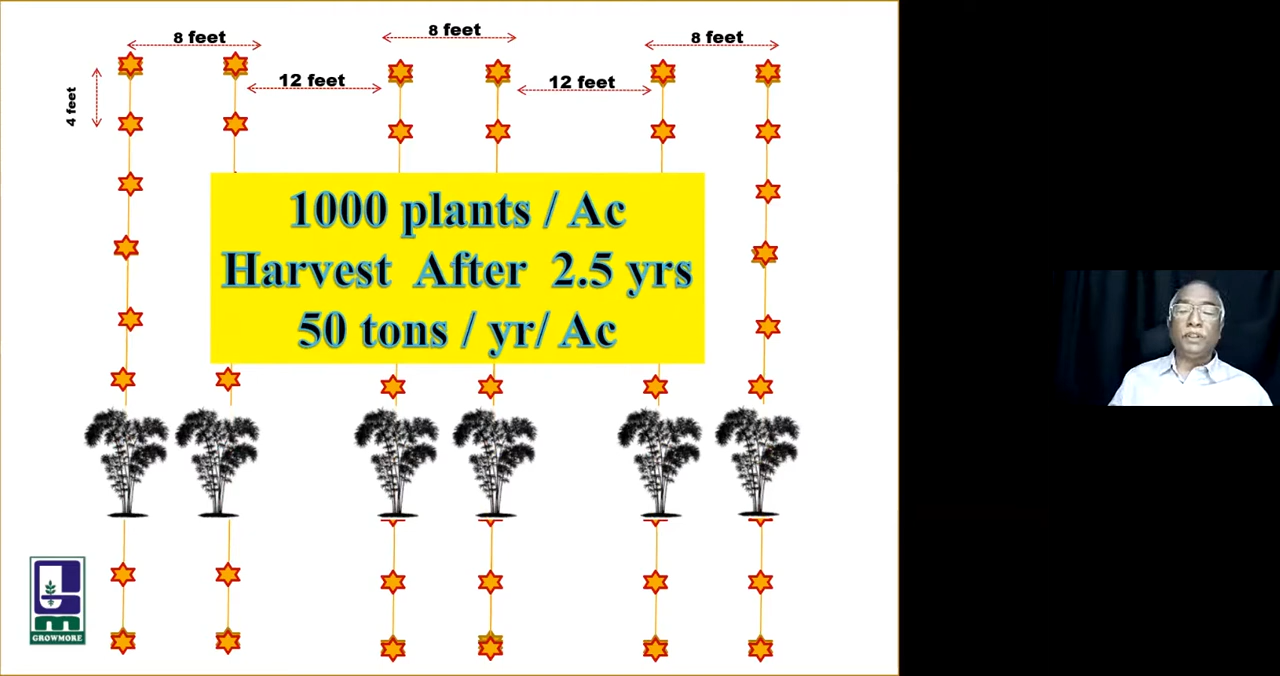 8 feet
8 feet
8 feet
12 feet
12 feet
4 feet
1000 plants / Ac
Harvest After 2.5 yrs
50 tons / yr/ Ac
GROWMORE